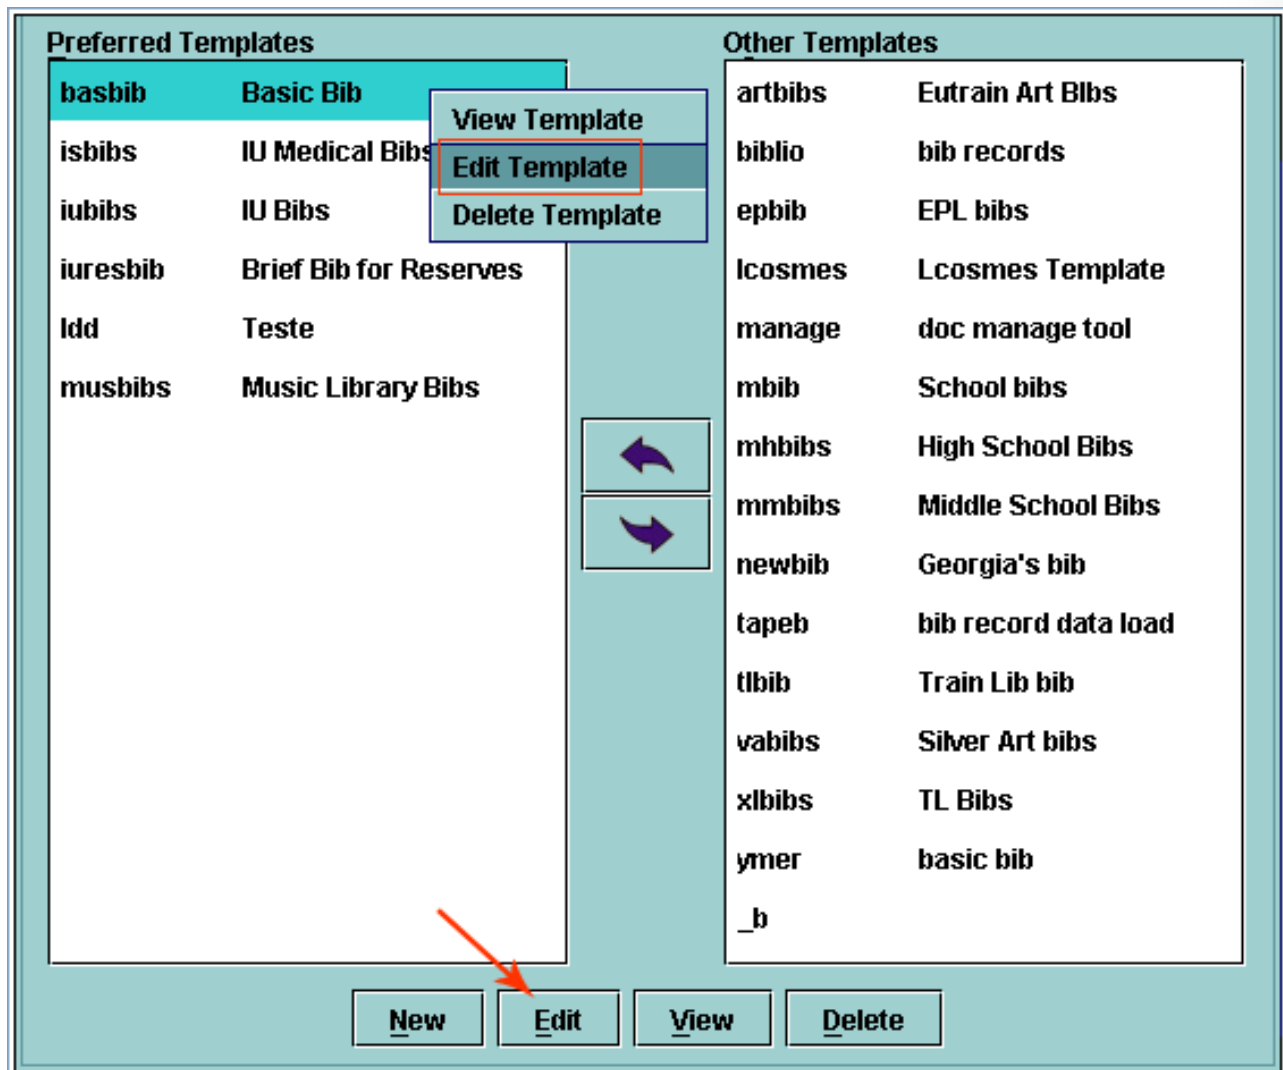 Preferred Templates
basbib Basic Bib
isbibs IU Medical Bibs
iubibs IU Bibs
iuresbib Brief Bib for Reserves
ldd Teste
musbibs Music Library Bibs
View Template
Edit Template
Delete Template
Other Templates
artbibs Eutrain Art BIbs
biblio bib records
epbib EPL bibs
lcosmes Lcosmes Template
manage doc manage tool
mbib School bibs
mhbibs High School Bibs
mmbibs Middle School Bibs
newbib Georgia's bib
tapeb bib record data load
tlbib Train Lib bib
vabibs Silver Art bibs
xlbibs TL Bibs
ymer basic bib
_b
New Edit View Delete